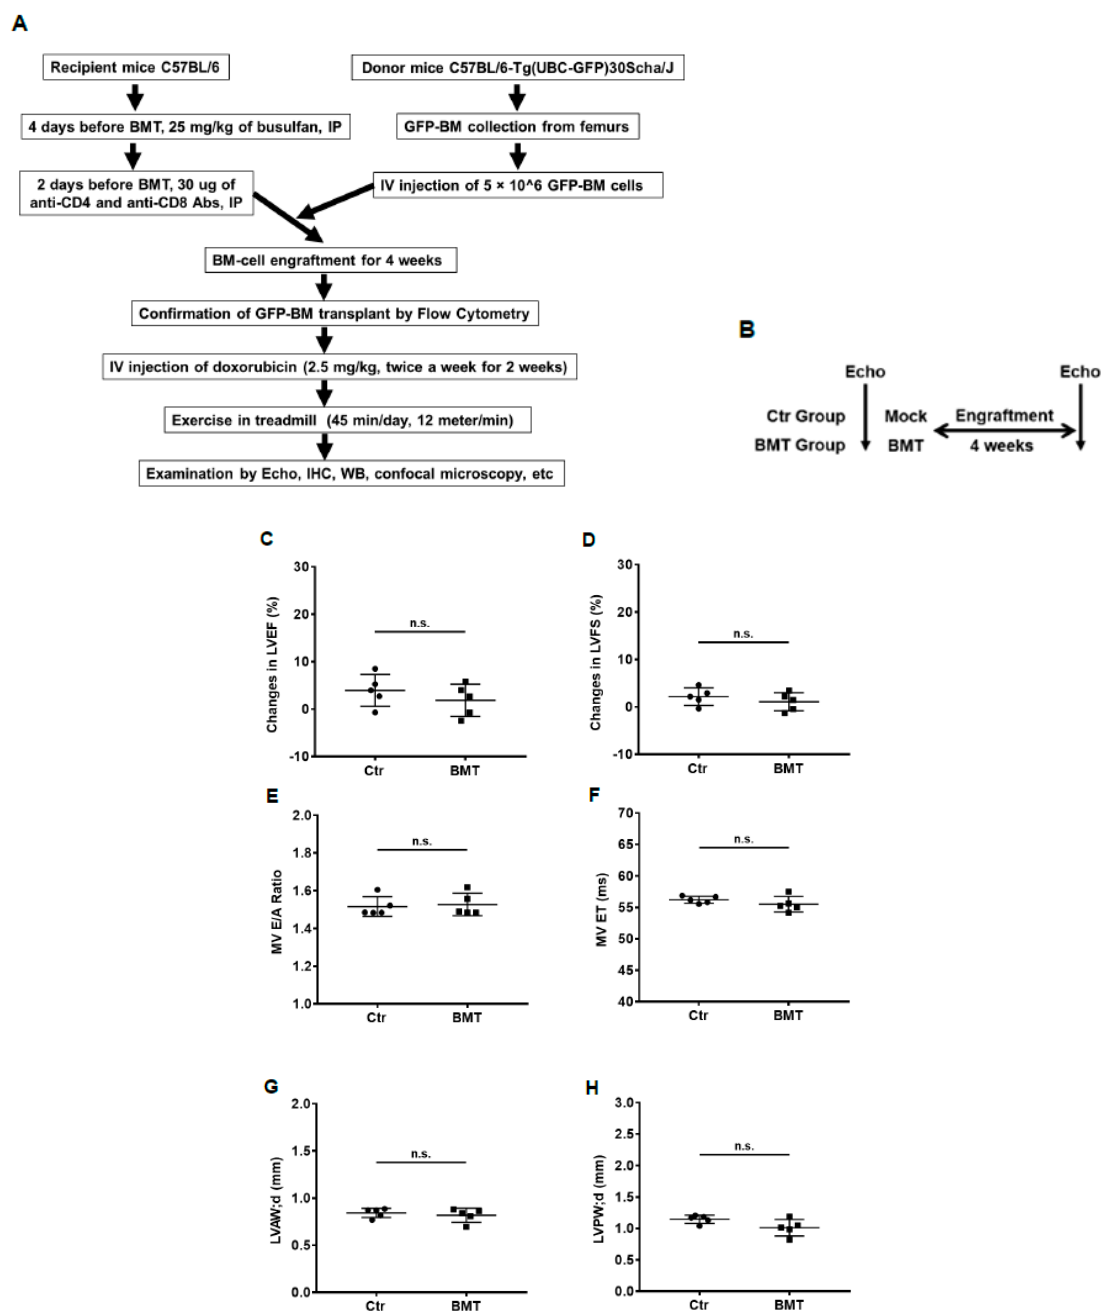 A
Recipient mice C57BL/6
Donor mice C57BL/6-Tg(UBC-GFP)30Scha/J
4 days before BMT, 25 mg/kg of busulfan, IP
GFP-BM collection from femurs
2 days before BMT, 30 ug of
anti-CD4 and anti-CD8 Abs, IP
IV injection of 5 × 10^6 GFP-BM cells
BM-cell engraftment for 4 weeks
Confirmation of GFP-BM transplant by Flow Cytometry
IV injection of doxorubicin (2.5 mg/kg, twice a week for 2 weeks)
Exercise in treadmill (45 min/day, 12 meter/min)
Examination by Echo, IHC, WB, confocal microscopy, etc
B
Echo Echo
Ctr Group Mock Engraftment
BMT Group BMT 4 weeks
C
Changes in LVEF (%)
30
20
10
0
-10
n.s.
Ctr BMT
D
Changes in LVFS (%)
30
20
10
0
-10
n.s.
Ctr BMT
E
MV E/A Ratio
2.0
1.8
1.6
1.4
1.2
1.0
n.s.
Ctr BMT
F
MV ET (ms)
70
65
60
55
50
45
40
n.s.
Ctr BMT
G
LVAW;d (mm)
2.0
1.5
1.0
0.5
0.0
n.s.
Ctr BMT
H
LVPW;d (mm)
3.0
2.5
2.0
1.5
1.0
0.5
0.0
n.s.
Ctr BMT